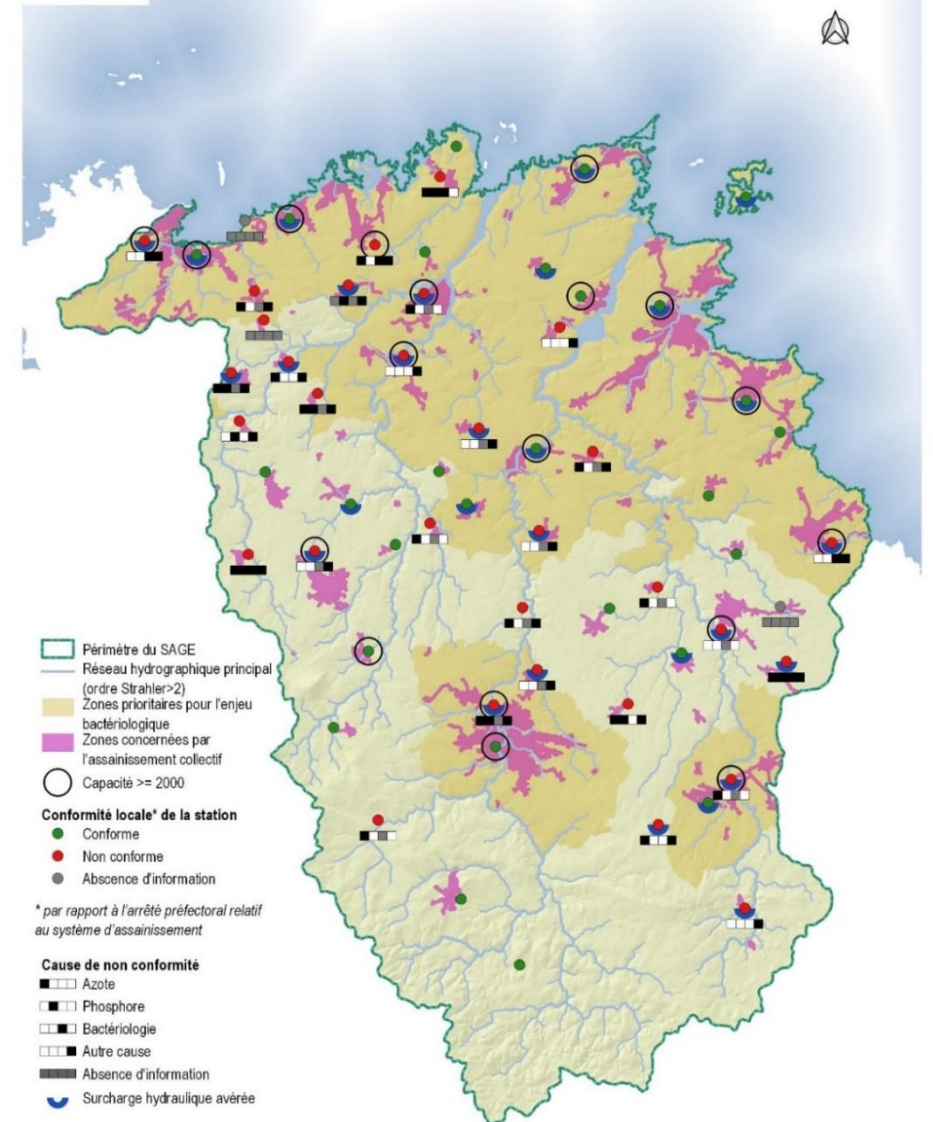 Périmètre du SAGE
Réseau hydrographique principal
(ordre Strahler>2)
Zones prioritaires pour l'enjeu
bactériologique
Zones concernées par
l'assainissement collectif
Capacité >= 2000
Conformité locale* de la station
Conforme
Non conforme
Abscence d'information
* par rapport à l'arrêté préfectoral relatif
au système d'assainissement
Cause de non conformité
Azote
Phosphore
Bactériologie
Autre cause
Absence d'information
Surcharge hydraulique avérée